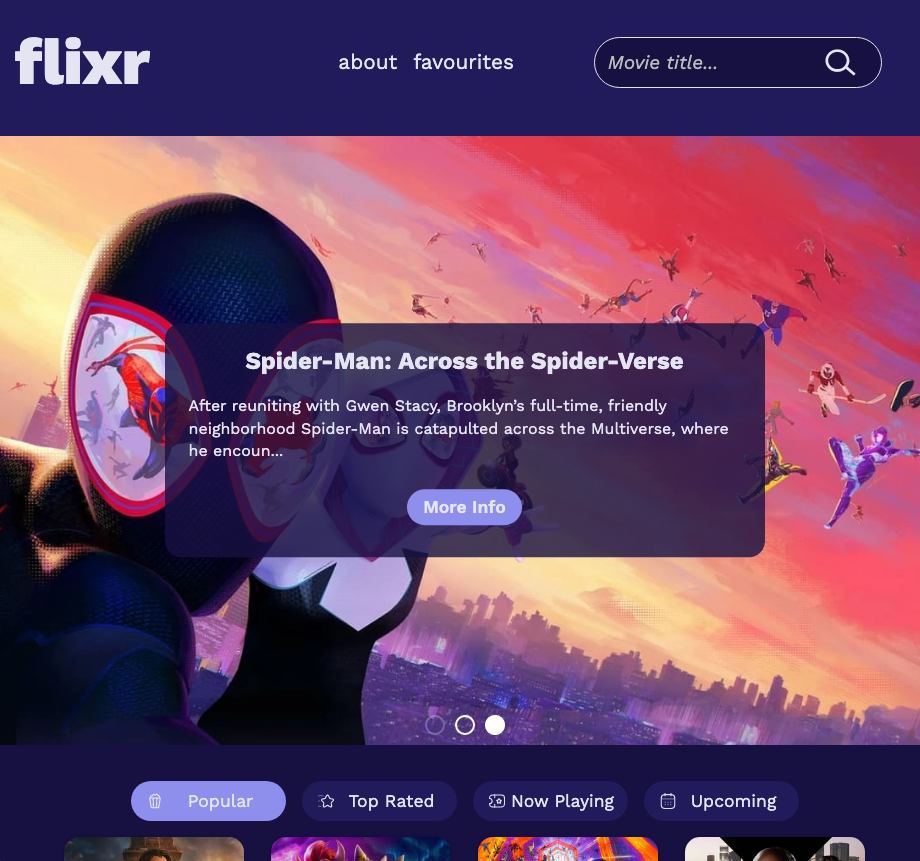 flixr
about favourites
Movie title...
Spider-Man: Across the Spider-Verse
After reuniting with Gwen Stacy, Brooklyn’s full-time, friendly
neighborhood Spider-Man is catapulted across the Multiverse, where
he encoun...
More Info
Popular
Top Rated
Now Playing
Upcoming